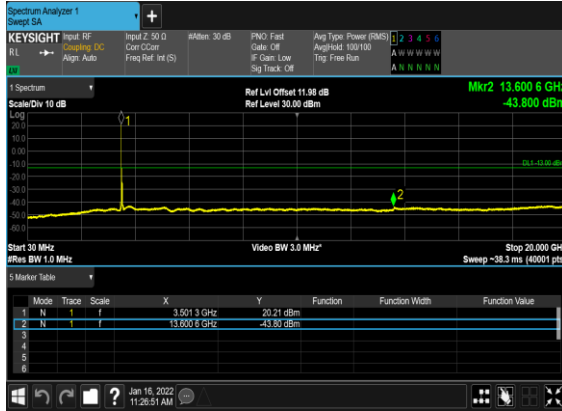 Spectrum Analyzer 1
Swept SA
+
KEYSIGHT Input: RF Input Z: 50 Ω #Atten: 30 dB PNO: Fast Avg Type: Power (RMS) 1 2 3 4 5 6
RL Coupling: DC Corr CCorr Gate: Off Avg|Hold: 100/100 A W W W W W
Align: Auto Freq Ref: Int (S) IF Gain: Low Trig: Free Run
Sig Track: Off A N N N N N
1 Spectrum Ref Lvl Offset 11.98 dB Mkr2 13.600 6 GHz
Scale/Div 10 dB Ref Level 30.00 dBm -43.800 dBm
Log
20.0
10.0
0.00
-10.0
-20.0
-30.0
-40.0
-50.0
-60.0
1
DL1 -13.00 dBm
2
Start 30 MHz Video BW 3.0 MHz* Stop 20.000 GHz
#Res BW 1.0 MHz Sweep ~38.3 ms (40001 pts)
5 Marker Table
Mode Trace Scale X Y Function Function Width Function Value
1 N 1 f 3.501 3 GHz 20.21 dBm
2 N 1 f 13.600 6 GHz -43.80 dBm
3
4
5
6
? Jan 16, 2022
11:26:51 AM